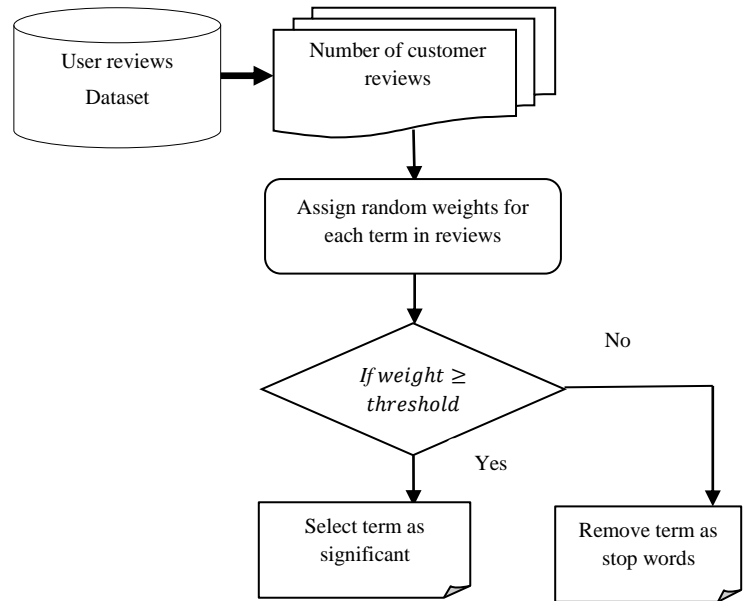 User reviews
Dataset
Number of customer
reviews
Assign random weights for
each term in reviews
If weight ≥
threshold
No
Yes
Select term as
significant
Remove term as
stop words